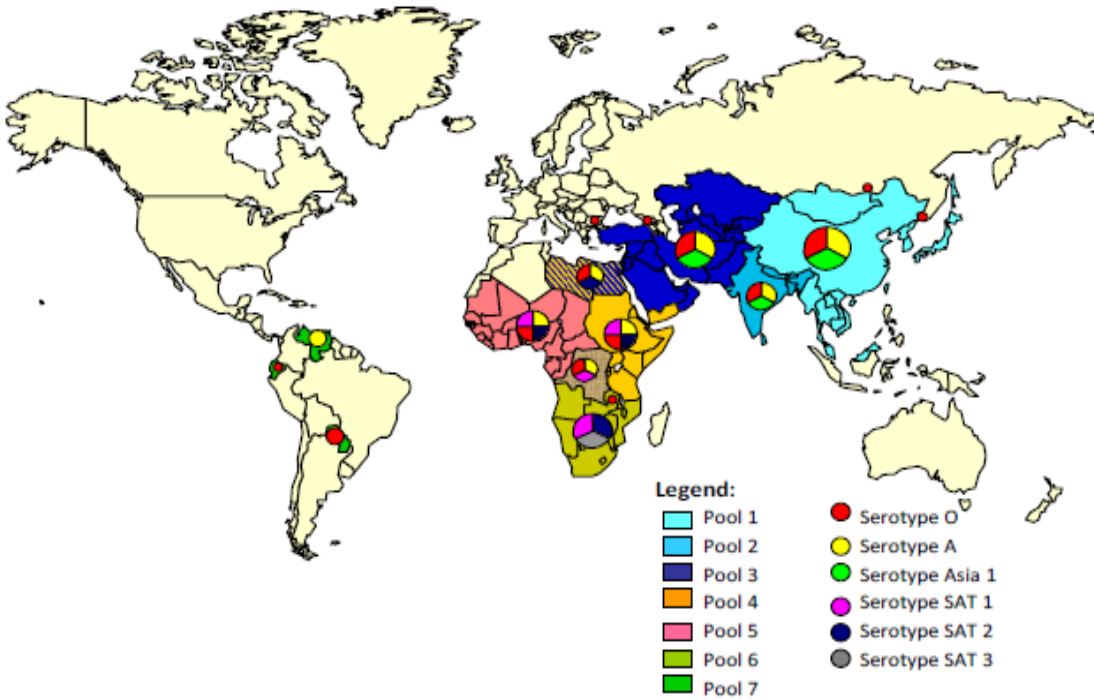 Legend:
Pool 1
Pool 2
Pool 3
Pool 4
Pool 5
Pool 6
Pool 7
Serotype O
Serotype A
Serotype Asia 1
Serotype SAT 1
Serotype SAT 2
Serotype SAT 3